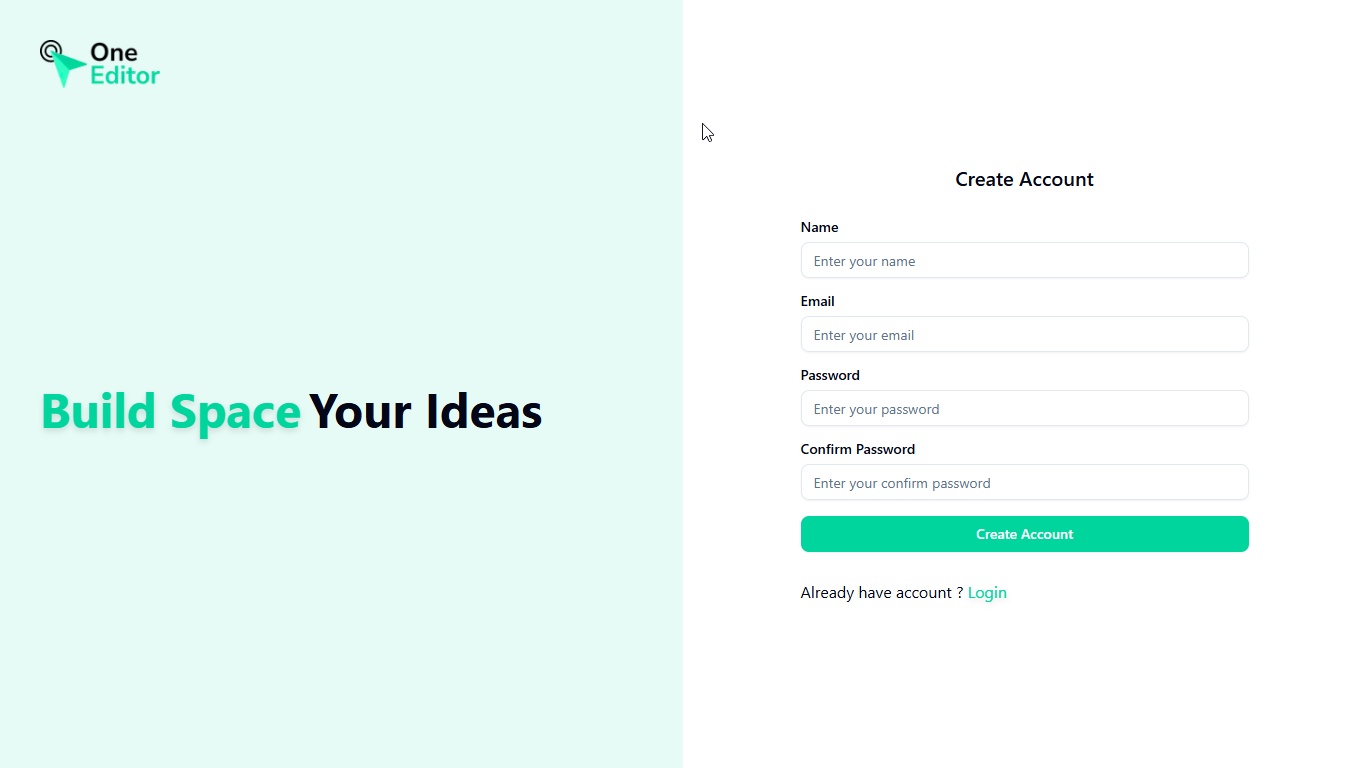 One
Editor
Build Space Your Ideas
Create Account
Name
Enter your name
Email
Enter your email
Password
Enter your password
Confirm Password
Enter your confirm password
Create Account
Already have account ? Login